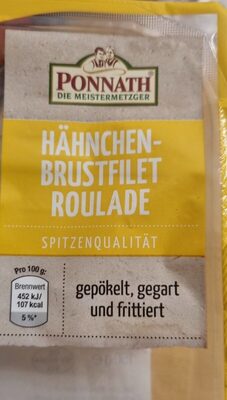 PONNATH
DIE MEISTERMETZGER
HÄHNCHEN-
BRUSTFILET
ROULADE
SPITZENQUALITÄT
Pro 100 g:
Brennwert
452 kJ/
107 kcal
5 %*
gepökelt, gegart
und frittiert